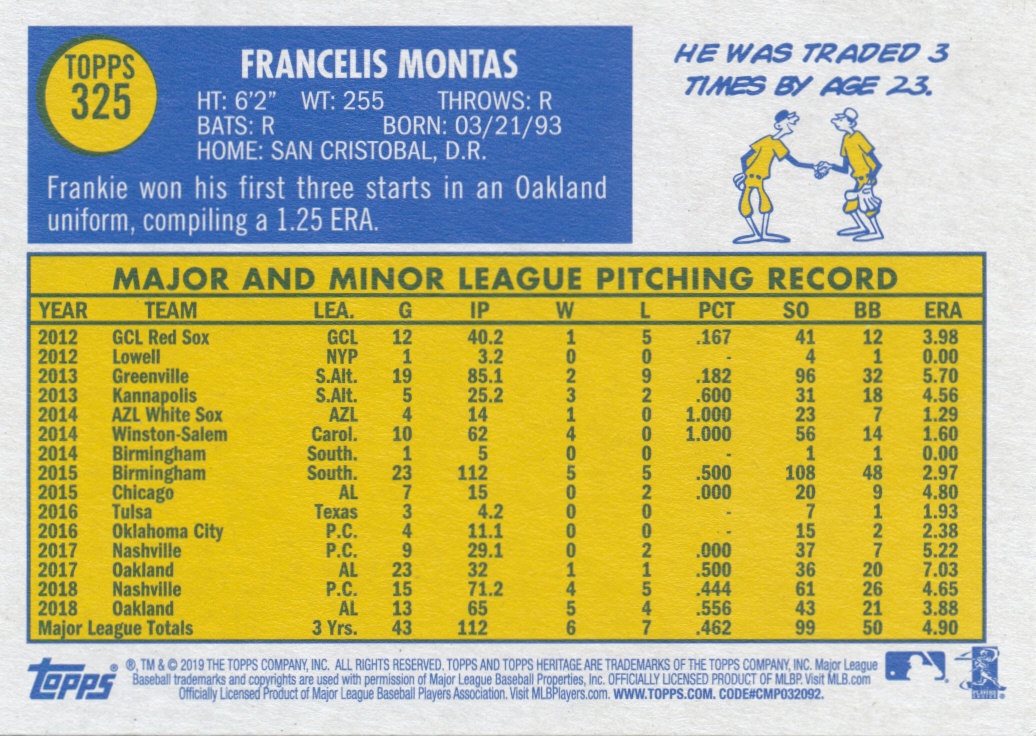 TOPPS
325
FRANCELIS MONTAS
HT: 6'2" WT: 255 THROWS: R
BATS: R BORN: 03/21/93
HOME: SAN CRISTOBAL, D.R.
Frankie won his first three starts in an Oakland
uniform, compiling a 1.25 ERA.
HE WAS TRADED 3
TIMES BY AGE 23.
MAJOR AND MINOR LEAGUE PITCHING RECORD
YEAR TEAM LEA. G IP W L PCT SO BB ERA
2012 GCL Red Sox GCL 12 40.2 1 5 .167 41 12 3.98
2012 Lowell NYP 1 3.2 0 0 - 4 1 0.00
2013 Greenville S.Alt. 19 85.1 2 9 .182 96 32 5.70
2013 Kannapolis S.Alt. 5 25.2 3 2 .600 31 18 4.56
2014 AZL White Sox AZL 4 14 1 0 1.000 23 7 1.29
2014 Winston-Salem Carol. 10 62 4 0 1.000 56 14 1.60
2014 Birmingham South. 1 5 0 0 - 1 1 0.00
2015 Birmingham South. 23 112 5 5 .500 108 48 2.97
2015 Chicago AL 7 15 0 2 .000 20 9 4.80
2016 Tulsa Texas 3 4.2 0 0 - 7 1 1.93
2016 Oklahoma City P.C. 4 11.1 0 0 - 15 2 2.38
2017 Nashville P.C. 9 29.1 0 2 .000 37 7 5.22
2017 Oakland AL 23 32 1 1 .500 36 20 7.03
2018 Nashville P.C. 15 71.2 4 5 .444 61 26 4.65
2018 Oakland AL 13 65 5 4 .556 43 21 3.88
Major League Totals 3 Yrs. 43 112 6 7 .462 99 50 4.90
TOPPS ® ®, TM & © 2019 THE TOPPS COMPANY, INC. ALL RIGHTS RESERVED. TOPPS AND TOPPS HERITAGE ARE TRADEMARKS OF THE TOPPS COMPANY, INC. Major League
Baseball trademarks and copyrights are used with permission of Major League Baseball Properties, Inc. OFFICIALLY LICENSED PRODUCT OF MLBP. Visit MLB.com
Officially Licensed Product of Major League Baseball Players Association. Visit MLBPlayers.com. WWW.TOPPS.COM. CODE#CMP032092.